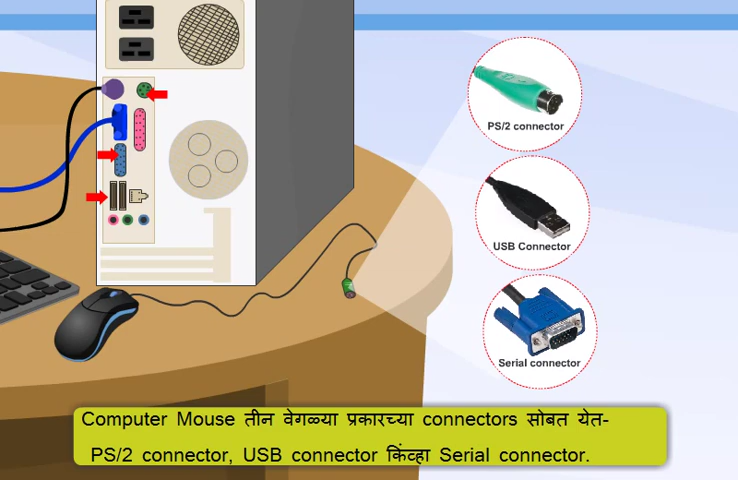 PS/2 connector
USB Connector
Serial connector
Computer Mouse तीन वेगळ्या प्रकारच्या connectors सोबत येत-
PS/2 connector, USB connector किंव्हा Serial connector.